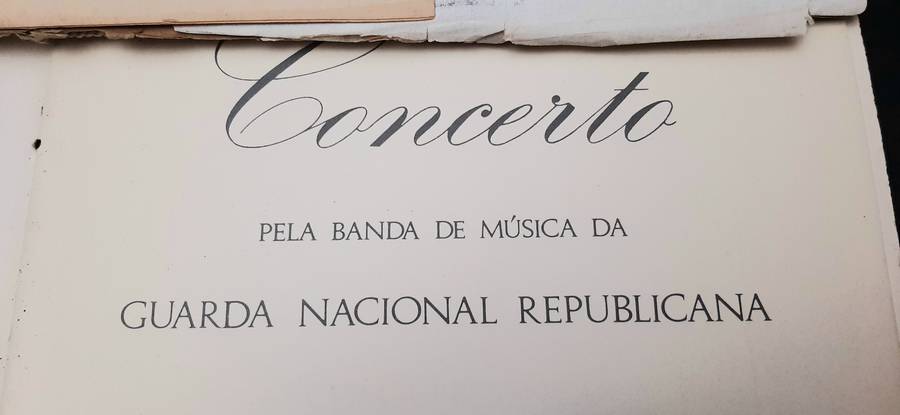 Concerto
PELA BANDA DE MÚSICA DA
GUARDA NACIONAL REPUBLICANA